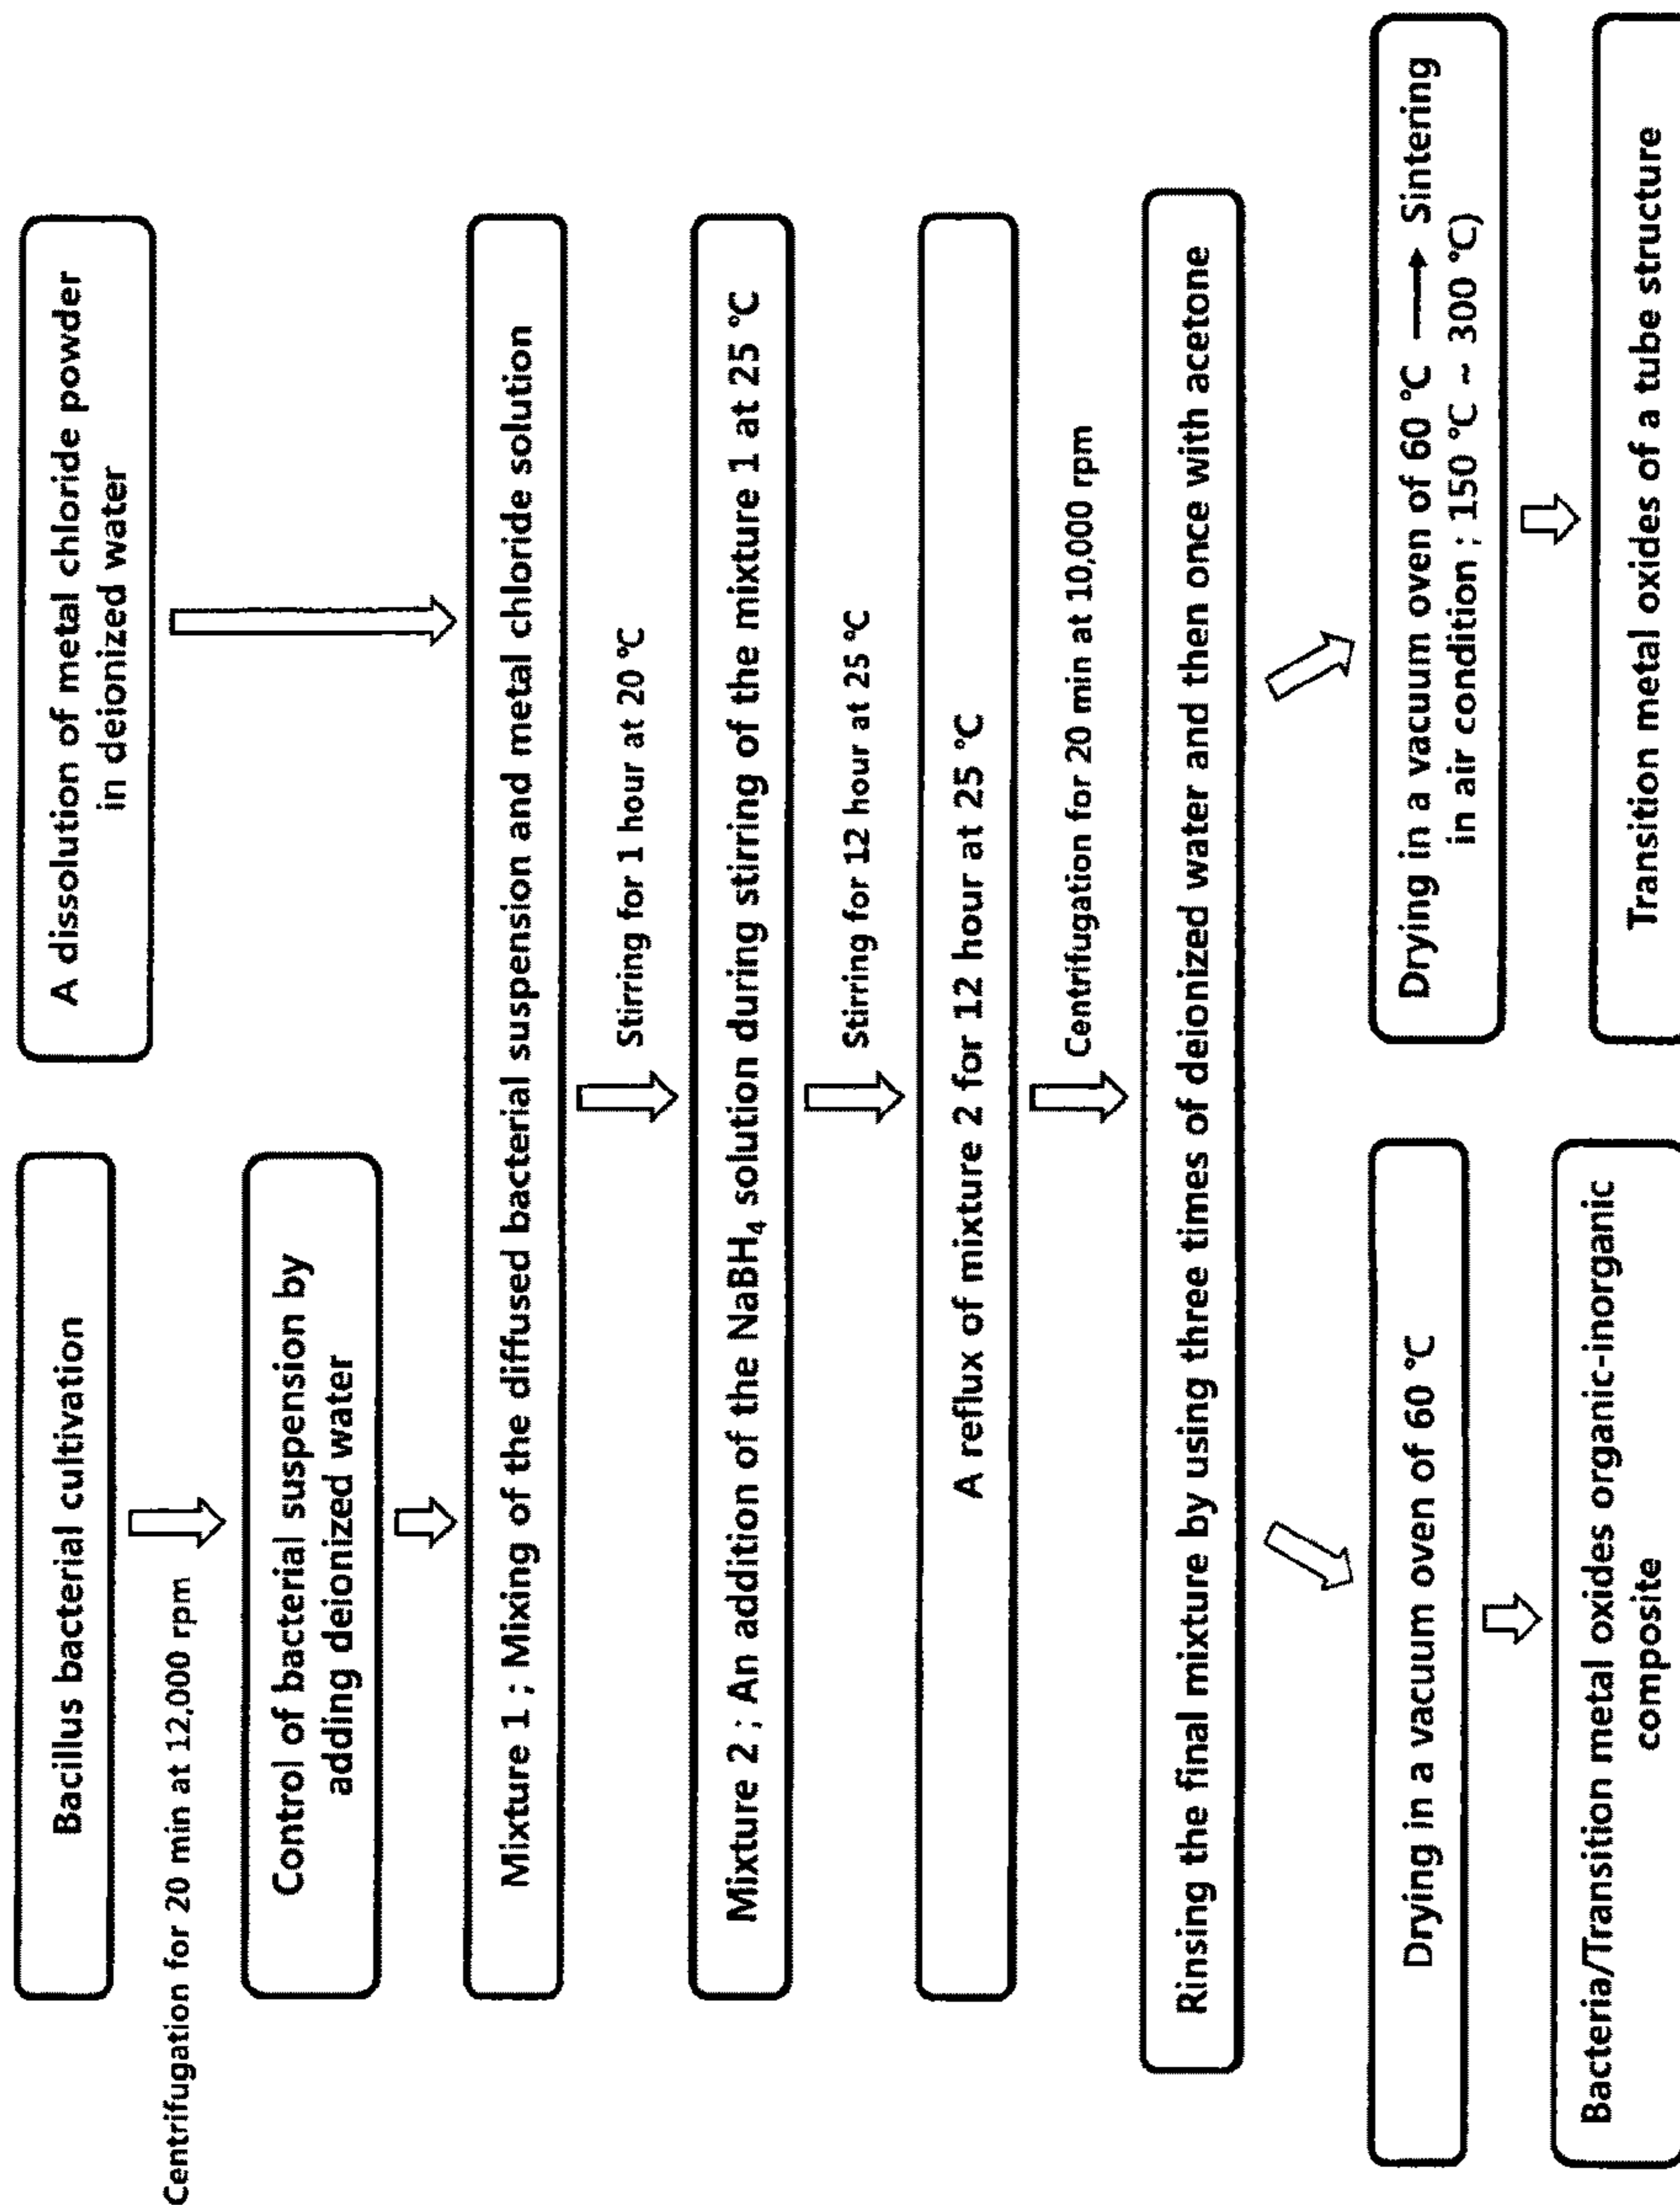 Bacillus bacterial cultivation
A dissolution of metal chloride powder
in deionized water
Centrifugation for 20 min at 12,000 rpm
Control of bacterial suspension by
adding deionized water
Mixture 1 ; Mixing of the diffused bacterial suspension and metal chloride solution
Stirring for 1 hour at 20 ℃
Mixture 2 ; An addition of the NaBH₄ solution during stirring of the mixture 1 at 25 ℃
Stirring for 12 hour at 25 ℃
A reflux of mixture 2 for 12 hour at 25 ℃
Centrifugation for 20 min at 10,000 rpm
Rinsing the final mixture by using three times of deionized water and then once with acetone
Drying in a vacuum oven of 60 ℃
Drying in a vacuum oven of 60 ℃ → Sintering
in air condition ; 150 ℃ ~ 300 ℃)
Bacteria/Transition metal oxides organic-inorganic
composite
Transition metal oxides of a tube structure